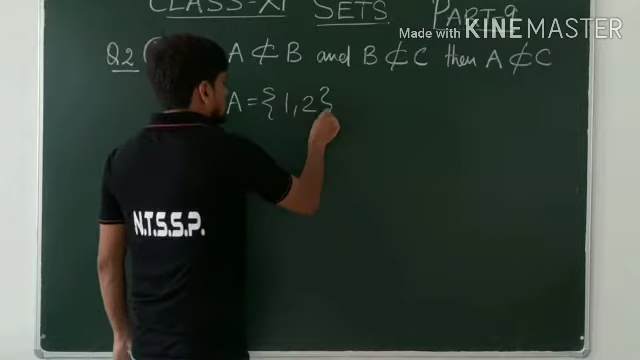 CLASS-XI SETS PART-9
Made with KINEMASTER
Q2 ( A ⊄ B and B ⊄ C then A ⊄ C
A = { 1, 2 }
N.T.S.S.P.